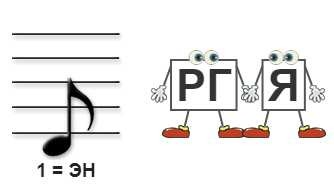 РГ Я
1 = ЭН